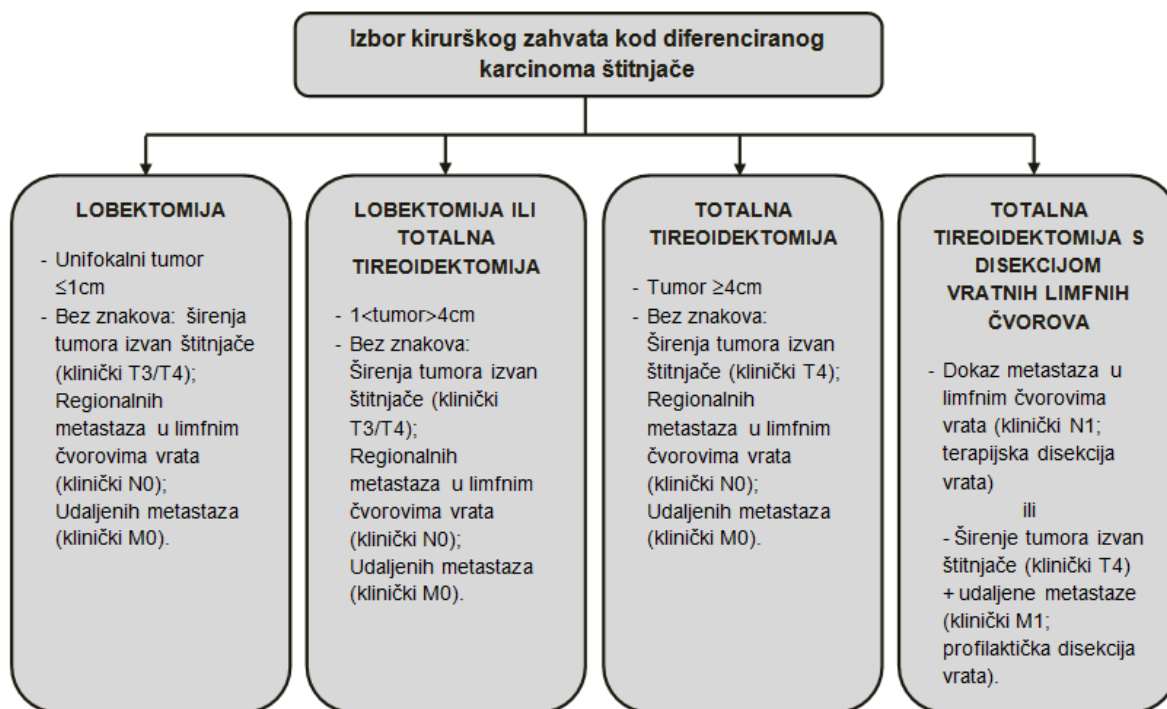 Izbor kirurškog zahvata kod diferenciranog
karcinoma štitnjače
LOBEKTOMIJA
- Unifokalni tumor
≤1cm
- Bez znakova: širenja
tumora izvan štitnjače
(klinički T3/T4);
Regionalnih
metastaza u limfnim
čvorovima vrata
(klinički N0);
Udaljenih metastaza
(klinički M0).
LOBEKTOMIJA ILI
TOTALNA
TIREOIDEKTOMIJA
- 1<tumor>4cm
- Bez znakova:
Širenja tumora izvan
štitnjače (klinički
T3/T4);
Regionalnih
metastaza u limfnim
čvorovima vrata
(klinički N0);
Udaljenih metastaza
(klinički M0).
TOTALNA
TIREOIDEKTOMIJA
- Tumor ≥4cm
- Bez znakova:
Širenja tumora izvan
štitnjače (klinički T4);
Regionalnih
metastaza u limfnim
čvorovima vrata
(klinički N0);
Udaljenih metastaza
(klinički M0).
TOTALNA
TIREOIDEKTOMIJA S
DISEKCIJOM
VRATNIH LIMFNIH
ČVOROVA
- Dokaz metastaza u
limfnim čvorovima
vrata (klinički N1;
terapijska disekcija
vrata)
ili
- Širenje tumora izvan
štitnjače (klinički T4)
+ udaljene metastaze
(klinički M1;
profilaktička disekcija
vrata).